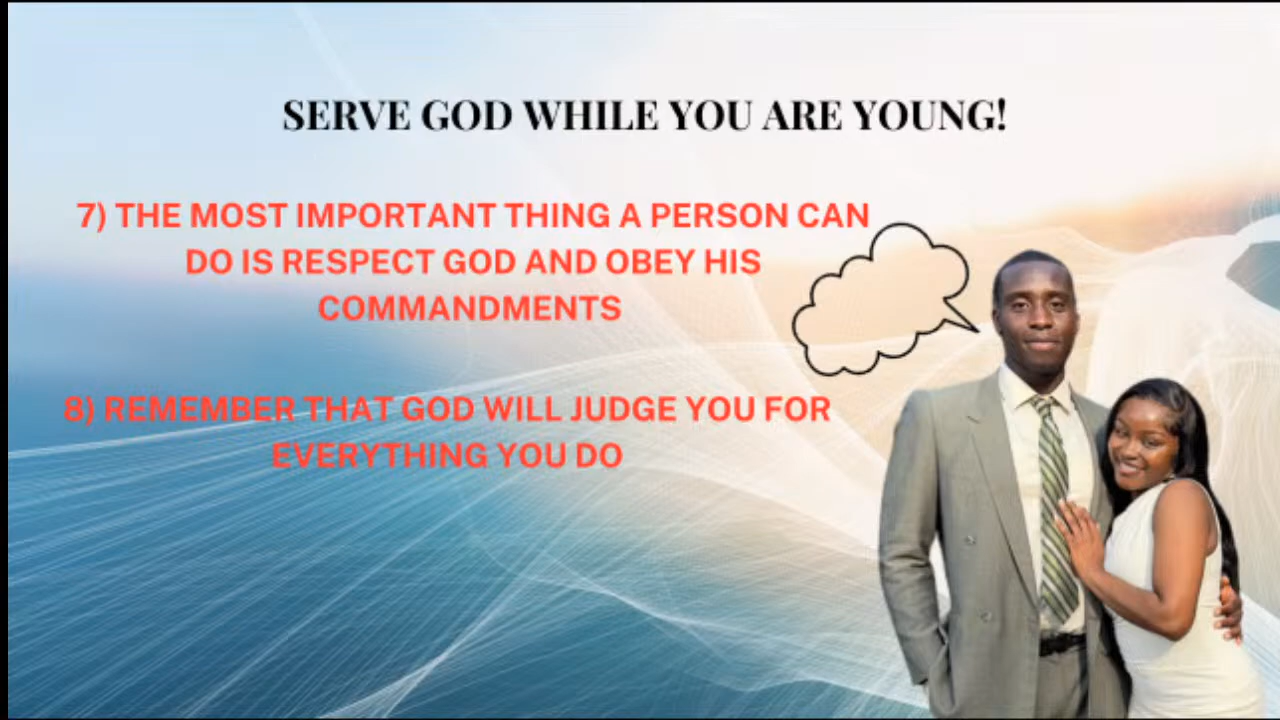 SERVE GOD WHILE YOU ARE YOUNG!
7) THE MOST IMPORTANT THING A PERSON CAN
DO IS RESPECT GOD AND OBEY HIS
COMMANDMENTS
8) REMEMBER THAT GOD WILL JUDGE YOU FOR
EVERYTHING YOU DO